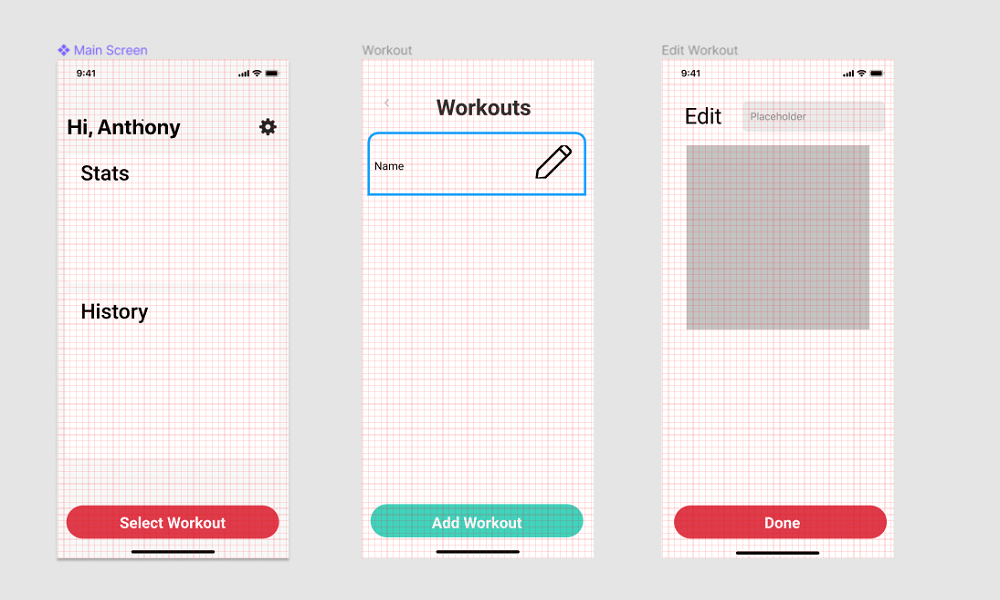 Main Screen
9:41
Hi, Anthony
Stats
History
Select Workout
Workout
Workouts
Name
Add Workout
Edit Workout
9:41
Edit
Placeholder
Done